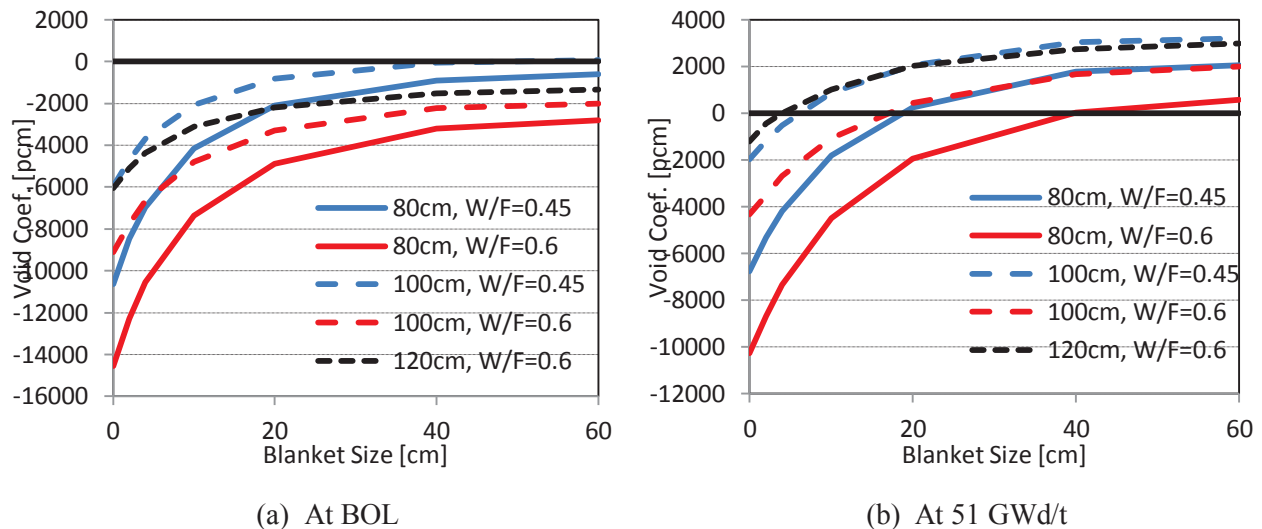 2000
0
-2000
-4000
-6000
-8000
-10000
-12000
-14000
-16000
Void Coef. [pcm]
80cm, W/F=0.45
80cm, W/F=0.6
100cm, W/F=0.45
100cm, W/F=0.6
120cm, W/F=0.6
0 20 40 60
Blanket Size [cm]
(a) At BOL
4000
2000
0
-2000
-4000
-6000
-8000
-10000
-12000
Void Coef. [pcm]
80cm, W/F=0.45
80cm, W/F=0.6
100cm, W/F=0.45
100cm, W/F=0.6
120cm, W/F=0.6
0 20 40 60
Blanket Size [cm]
(b) At 51 GWd/t